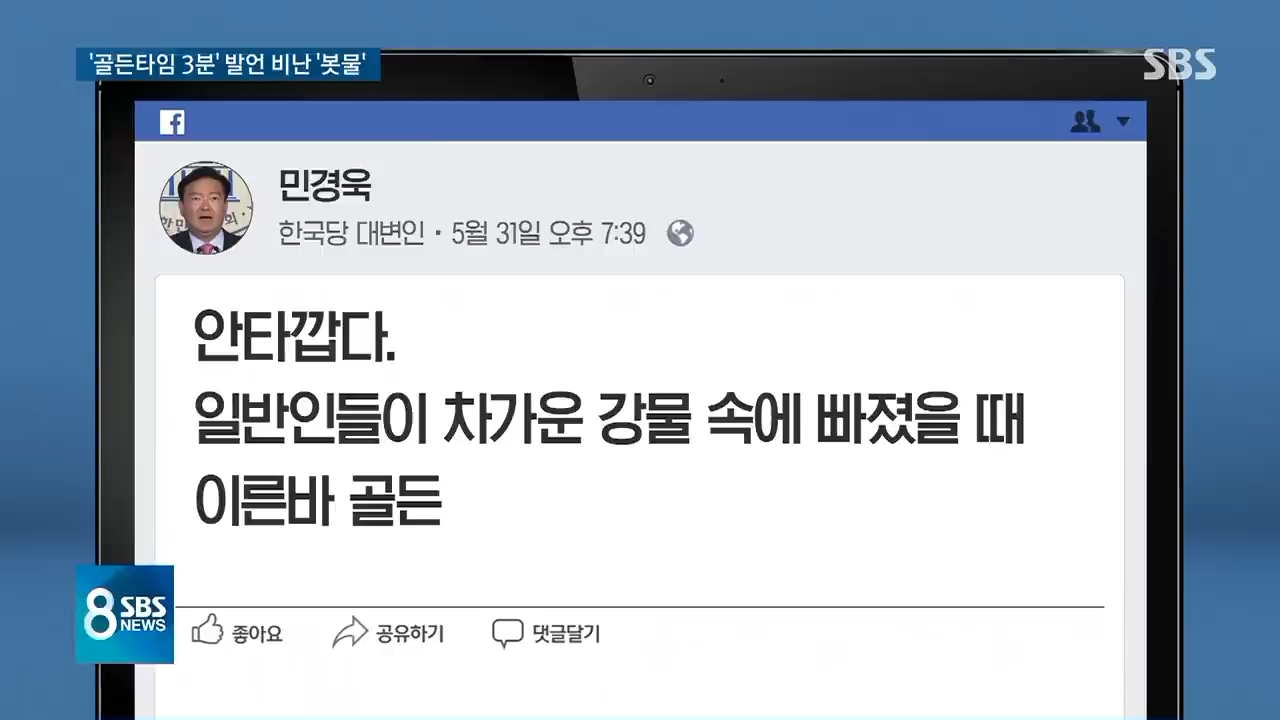 '골든타임 3분' 발언 비난 '봇물'
SBS
f
민경욱
한국당 대변인 · 5월 31일 오후 7:39
안타깝다.
일반인들이 차가운 강물 속에 빠졌을 때
이른바 골든
8 SBS NEWS
좋아요 공유하기 댓글달기